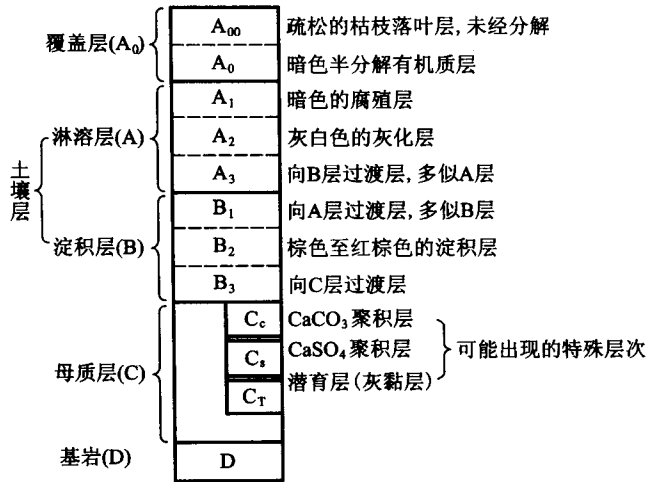 覆盖层(A₀) A₀₀ 疏松的枯枝落叶层, 未经分解
A₀ 暗色半分解有机质层
土壤层
淋溶层(A) A₁ 暗色的腐殖层
A₂ 灰白色的灰化层
A₃ 向B层过渡层, 多似A层
淀积层(B) B₁ 向A层过渡层, 多似B层
B₂ 棕色至红棕色的淀积层
B₃ 向C层过渡层
母质层(C) C_c CaCO₃聚积层
C_s CaSO₄聚积层
C_T 潜育层(灰黏层)
可能出现的特殊层次
基岩(D) D